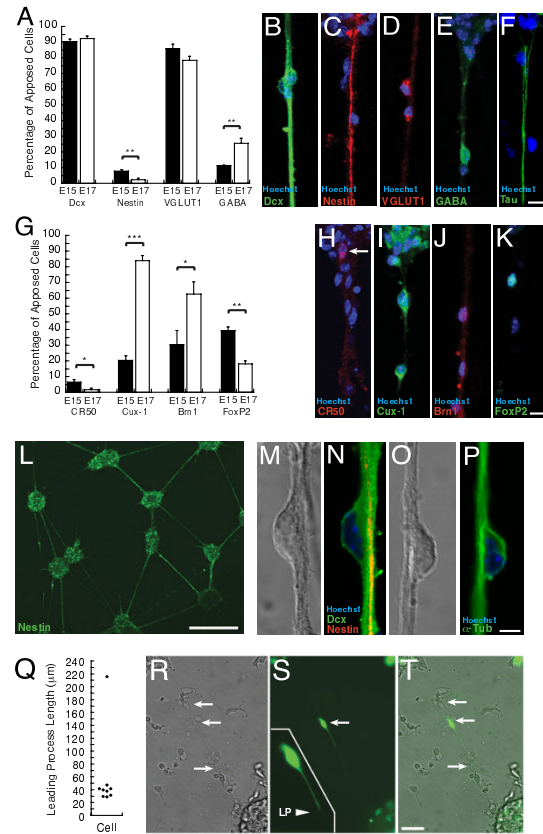 A
Percentage of Apposed Cells
100
90
80
70
60
50
40
30
20
10
0
**
**
E15 E17 E15 E17 E15 E17 E15 E17
Dcx Nestin VGLUT1 GABA
B
Hoechst
Dcx
C
Hoechst
Nestin
D
Hoechst
VGLUT1
E
Hoechst
GABA
F
Hoechst
Tau
G
Percentage of Apposed Cells
100
90
80
70
60
50
40
30
20
10
0
*
***
*
**
E15 E17 E15 E17 E15 E17 E15 E17
CR50 Cux-1 Brn1 FoxP2
H
Hoechst
CR50
I
Hoechst
Cux-1
J
Hoechst
Brn1
K
Hoechst
FoxP2
L
Nestin
M
N
Hoechst
Dcx
Nestin
O
P
Hoechst
α-Tub
Q
Leading Process Length (μm)
240
220
200
180
160
140
120
100
80
60
40
20
0
Cell
R
S
LP
T